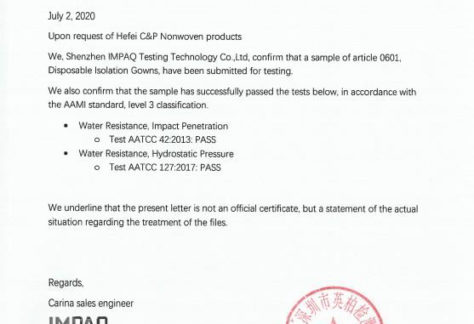 July 2, 2020
Upon request of Hefei C&P Nonwoven products
We, Shenzhen IMPAQ Testing Technology Co.,Ltd, confirm that a sample of article 0601,
Disposable Isolation Gowns, have been submitted for testing.
We also confirm that the sample has successfully passed the tests below, in accordance with
the AAMI standard, level 3 classification.
• Water Resistance, Impact Penetration
o Test AATCC 42:2013: PASS
• Water Resistance, Hydrostatic Pressure
o Test AATCC 127:2017: PASS
We underline that the present letter is not an official certificate, but a statement of the actual
situation regarding the treatment of the files.
Regards,
Carina sales engineer
IMPAQ
深圳市英柏检